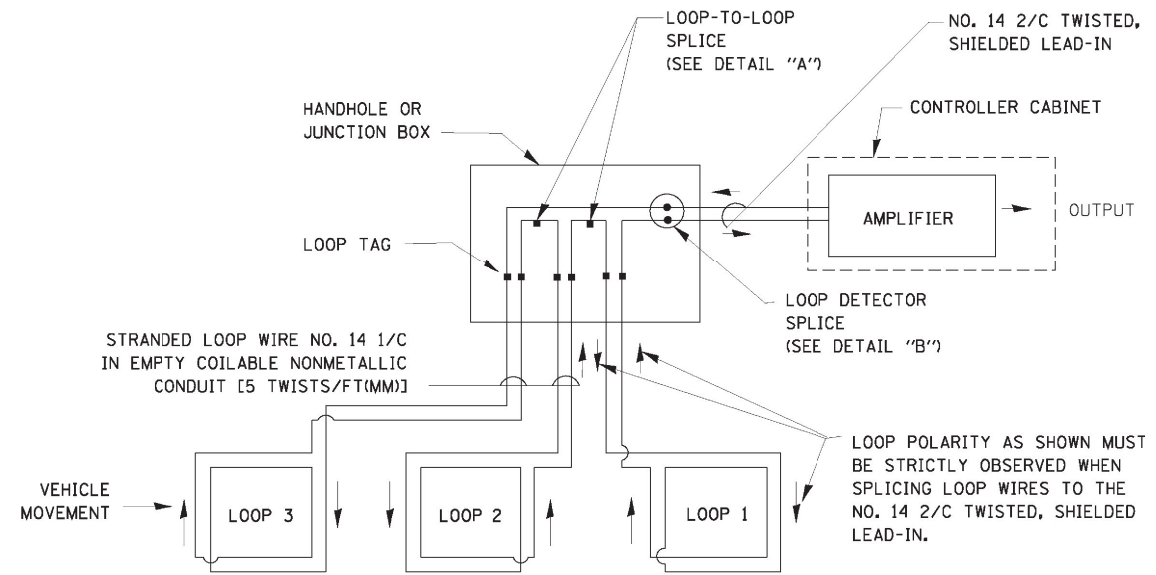 LOOP-TO-LOOP
SPLICE
(SEE DETAIL "A")
NO. 14 2/C TWISTED,
SHIELDED LEAD-IN
HANDHOLE OR
JUNCTION BOX
CONTROLLER CABINET
AMPLIFIER
OUTPUT
LOOP TAG
LOOP DETECTOR
SPLICE
(SEE DETAIL "B")
STRANDED LOOP WIRE NO. 14 1/C
IN EMPTY COILABLE NONMETALLIC
CONDUIT [5 TWISTS/FT(MM)]
LOOP POLARITY AS SHOWN MUST
BE STRICTLY OBSERVED WHEN
SPLICING LOOP WIRES TO THE
NO. 14 2/C TWISTED, SHIELDED
LEAD-IN.
VEHICLE
MOVEMENT
LOOP 3
LOOP 2
LOOP 1